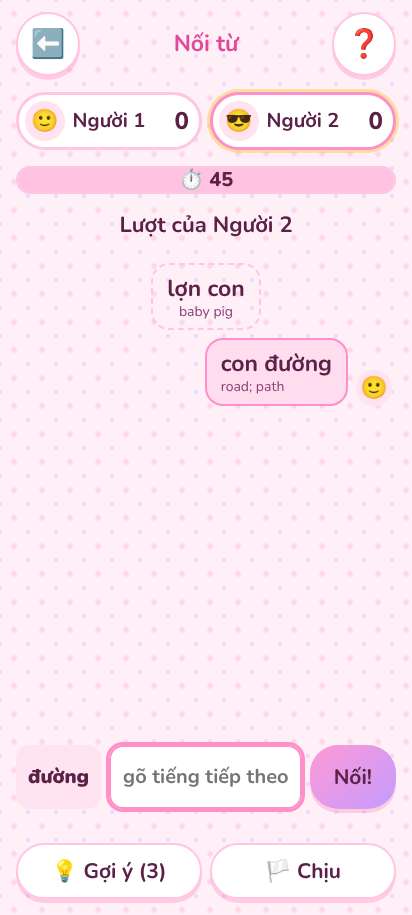 Nối từ
Người 1 0
Người 2 0
45
Lượt của Người 2
lợn con
baby pig
con đường
road; path
đường
gõ tiếng tiếp theo
Nối!
Gợi ý (3)
Chịu